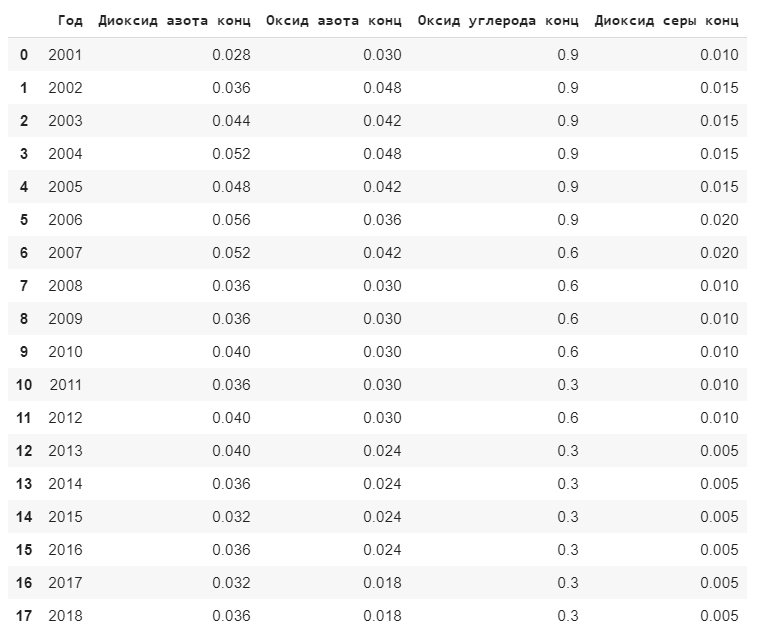 Год Диоксид азота конц Оксид азота конц Оксид углерода конц Диоксид серы конц
0 2001 0.028 0.030 0.9 0.010
1 2002 0.036 0.048 0.9 0.015
2 2003 0.044 0.042 0.9 0.015
3 2004 0.052 0.048 0.9 0.015
4 2005 0.048 0.042 0.9 0.015
5 2006 0.056 0.036 0.9 0.020
6 2007 0.052 0.042 0.6 0.020
7 2008 0.036 0.030 0.6 0.010
8 2009 0.036 0.030 0.6 0.010
9 2010 0.040 0.030 0.6 0.010
10 2011 0.036 0.030 0.3 0.010
11 2012 0.040 0.030 0.6 0.010
12 2013 0.040 0.024 0.3 0.005
13 2014 0.036 0.024 0.3 0.005
14 2015 0.032 0.024 0.3 0.005
15 2016 0.036 0.024 0.3 0.005
16 2017 0.032 0.018 0.3 0.005
17 2018 0.036 0.018 0.3 0.005